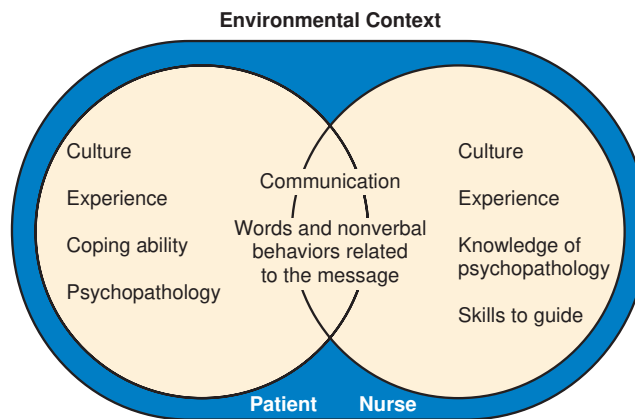 Environmental Context
Culture
Experience
Coping ability
Psychopathology
Communication
Words and nonverbal
behaviors related
to the message
Culture
Experience
Knowledge of
psychopathology
Skills to guide
Patient
Nurse